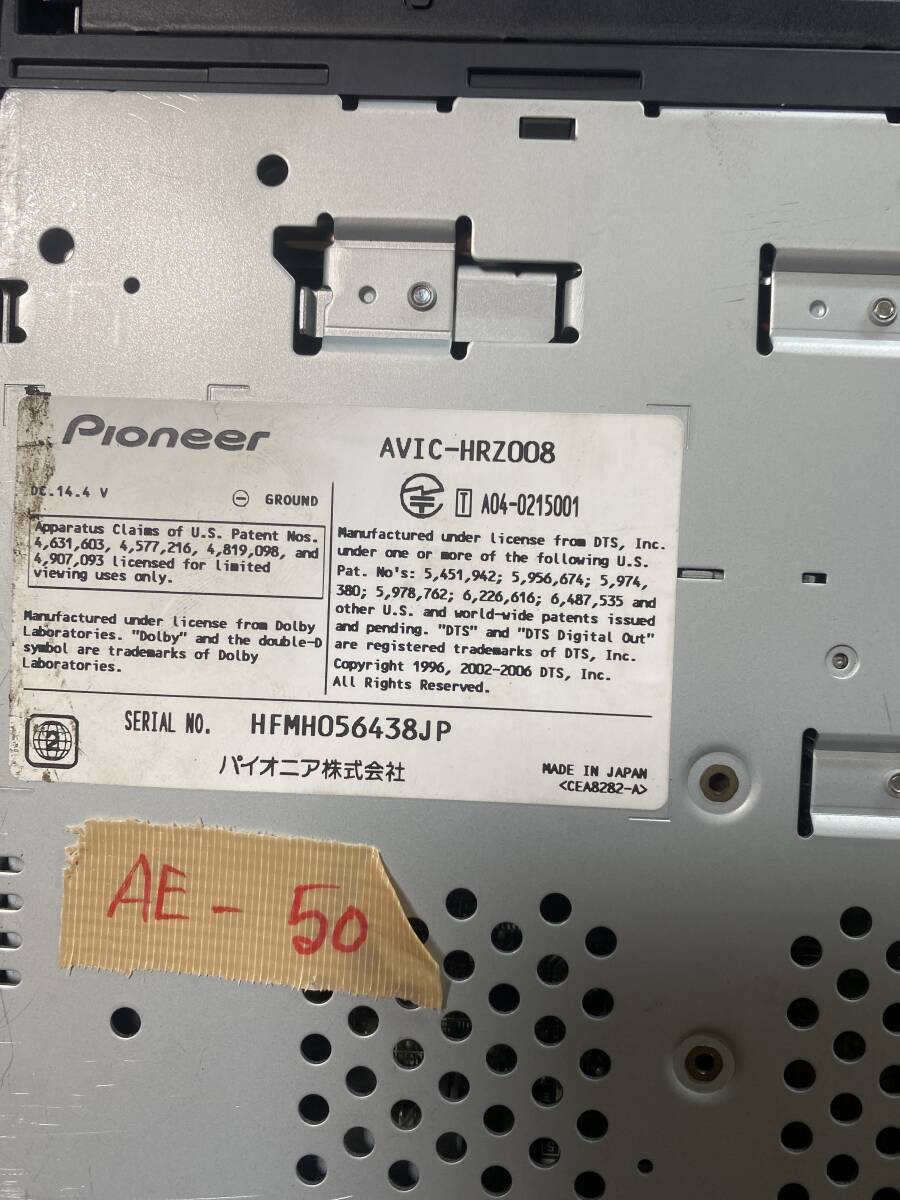 Pioneer
AVIC-HRZ008
DC.14.4 V
GROUND
T A04-0215001
Apparatus Claims of U.S. Patent Nos.
4,631,603, 4,577,216, 4,819,098, and
4,907,093 licensed for limited
viewing uses only.
Manufactured under license from Dolby
Laboratories. "Dolby" and the double-D
symbol are trademarks of Dolby
Laboratories.
Manufactured under license from DTS, Inc.
under one or more of the following U.S.
Pat. No's: 5,451,942; 5,956,674; 5,974,
380; 5,978,762; 6,226,616; 6,487,535 and
other U.S. and world-wide patents issued
and pending. "DTS" and "DTS Digital Out"
are registered trademarks of DTS, Inc.
Copyright 1996, 2002-2006 DTS, Inc.
All Rights Reserved.
2
SERIAL NO. HFMH056438JP
パイオニア株式会社
MADE IN JAPAN
<CEA8282-A>
AE - 50